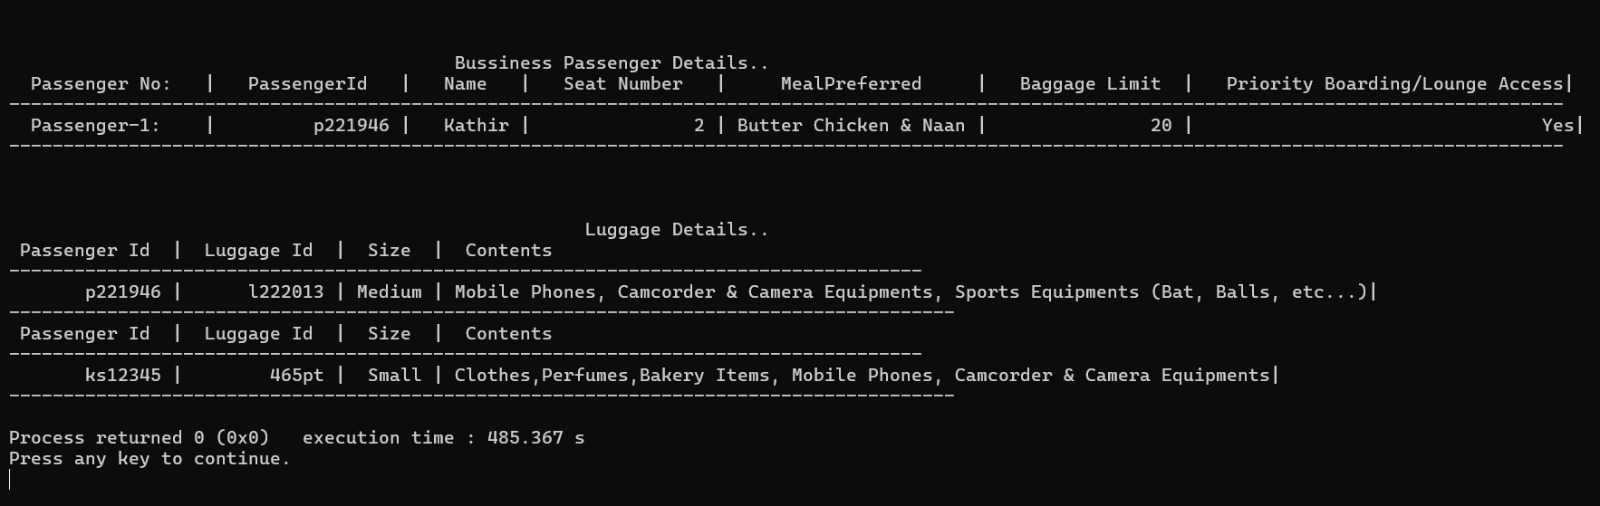 Bussiness Passenger Details..
Passenger No: | PassengerId | Name | Seat Number | MealPreferred | Baggage Limit | Priority Boarding/Lounge Access|
------------------------------------------------------------------------------------------------------------------------------------------------
Passenger-1: | p221946 | Kathir | 2 | Butter Chicken & Naan | 20 | Yes|
------------------------------------------------------------------------------------------------------------------------------------------------
Luggage Details..
Passenger Id | Luggage Id | Size | Contents
------------------------------------------------------------------------------------
p221946 | l222013 | Medium | Mobile Phones, Camcorder & Camera Equipments, Sports Equipments (Bat, Balls, etc...)|
---------------------------------------------------------------------------------------
Passenger Id | Luggage Id | Size | Contents
------------------------------------------------------------------------------------
ks12345 | 465pt | Small | Clothes,Perfumes,Bakery Items, Mobile Phones, Camcorder & Camera Equipments|
---------------------------------------------------------------------------------------
Process returned 0 (0x0)   execution time : 485.367 s
Press any key to continue.